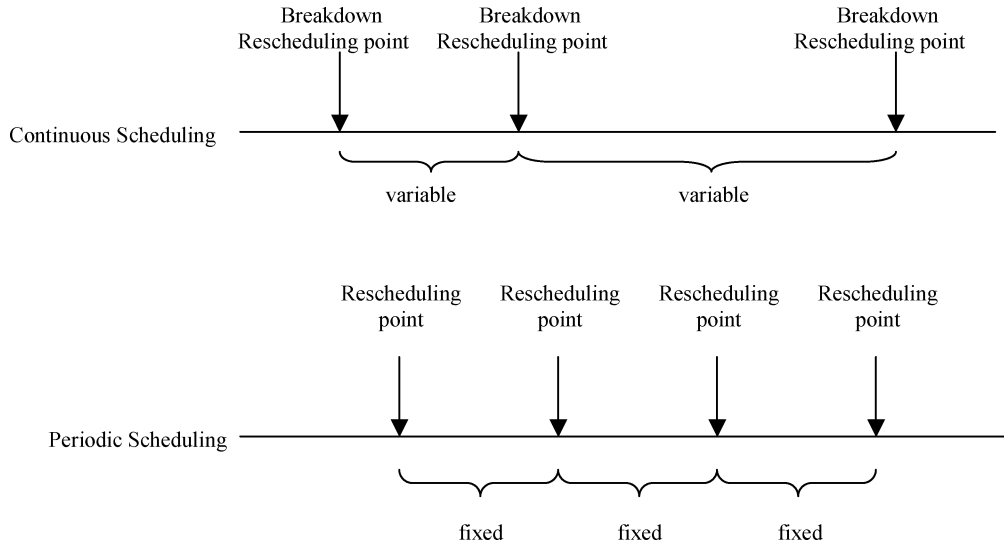 Breakdown
Rescheduling point
Breakdown
Rescheduling point
Breakdown
Rescheduling point
Continuous Scheduling
variable
variable
Rescheduling
point
Rescheduling
point
Rescheduling
point
Rescheduling
point
Periodic Scheduling
fixed
fixed
fixed